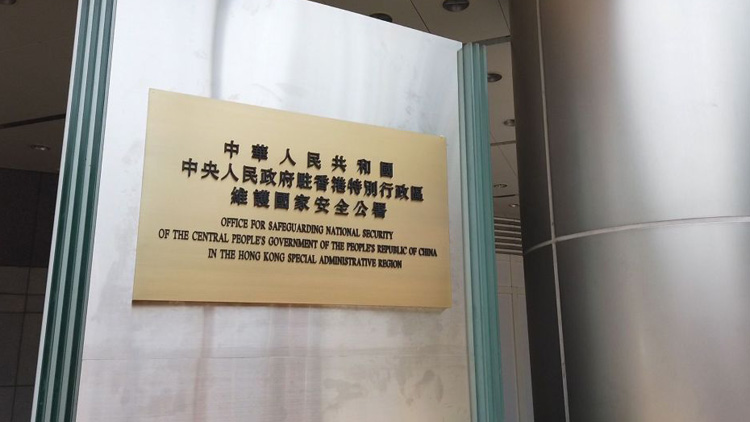 中華人民共和國
中央人民政府駐香港特別行政區
維護國家安全公署
OFFICE FOR SAFEGUARDING NATIONAL SECURITY
OF THE CENTRAL PEOPLE'S GOVERNMENT OF THE PEOPLE'S REPUBLIC OF CHINA
IN THE HONG KONG SPECIAL ADMINISTRATIVE REGION